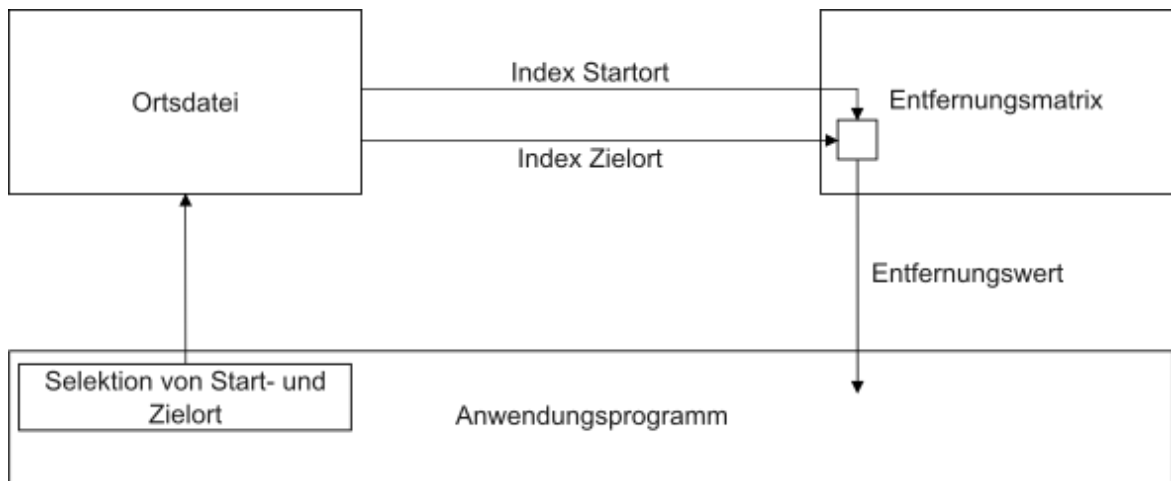 Ortsdatei
Index Startort
Index Zielort
Entfernungsmatrix
Entfernungswert
Selektion von Start- und
Zielort
Anwendungsprogramm